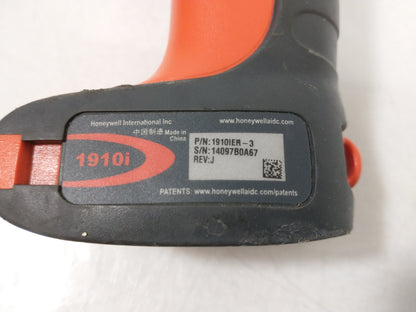 Honeywell International Inc
www.honeywellaidc.com
中国制造 Made in China
1910i
P/N:1910IER-3
S/N:14097B0A67
REV:J
PATENTS: www.honeywellaidc.com/patents